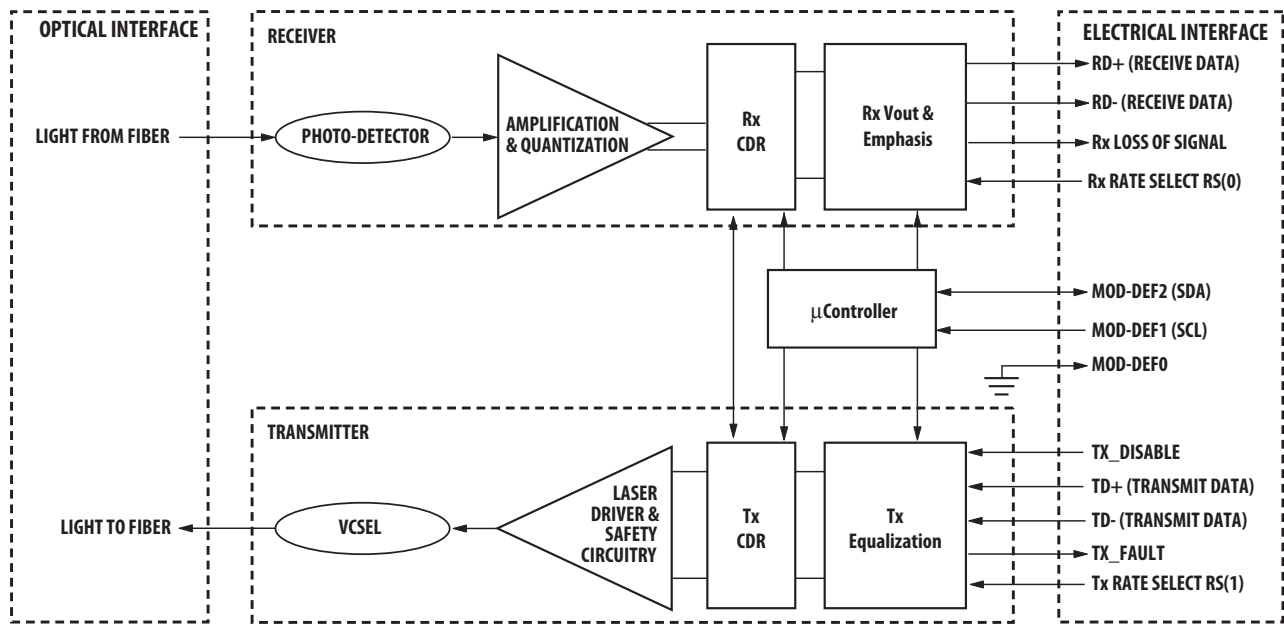 OPTICAL INTERFACE
LIGHT FROM FIBER
LIGHT TO FIBER
RECEIVER
PHOTO-DETECTOR
AMPLIFICATION
& QUANTIZATION
Rx
CDR
Rx Vout &
Emphasis
µController
TRANSMITTER
VCSEL
LASER
DRIVER &
SAFETY
CIRCUITRY
Tx
CDR
Tx
Equalization
ELECTRICAL INTERFACE
RD+ (RECEIVE DATA)
RD- (RECEIVE DATA)
Rx LOSS OF SIGNAL
Rx RATE SELECT RS(0)
MOD-DEF2 (SDA)
MOD-DEF1 (SCL)
MOD-DEF0
TX_DISABLE
TD+ (TRANSMIT DATA)
TD- (TRANSMIT DATA)
TX_FAULT
Tx RATE SELECT RS(1)